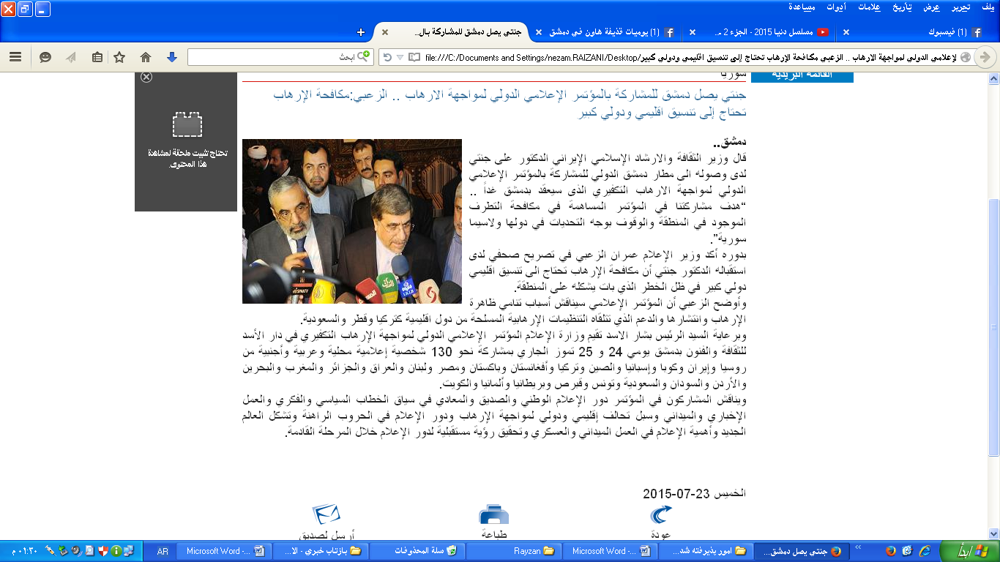 ملف تحرير عرض تأريخ علامات أدوات مساعدة
(1) فيسبوك
مسلسل دنيا 2015 - الجزء 2 مـ...
(1) يوميات قذيفة هاون في دمشق
جنتي يصل دمشق للمشاركة بال...
file:///C:/Documents and Settings/nezam.RAIZANI/Desktop/لإعلامي الدولي لمواجهة الارهاب .. الزعبي مكافحة الإرهاب تحتاج إلى تنسيق اقليمي ودولي كبير
ابحث
القائمة البريدية
سوريا
تحتاج تثبيت ملحقة لمشاهدة
هذا المحتوى.
جنتي يصل دمشق للمشاركة بالمؤتمر الإعلامي الدولي لمواجهة الارهاب .. الزعبي:مكافحة الإرهاب
تحتاج إلى تنسيق اقليمي ودولي كبير
دمشق..
قال وزير الثقافة والارشاد الإسلامي الإيراني الدكتور على جنتي
لدى وصوله الى مطار دمشق الدولي للمشاركة بالمؤتمر الإعلامي
الدولي لمواجهة الارهاب التكفيري الذى سيعقد بدمشق غداً ..
“هدف مشاركتنا في المؤتمر المساهمة في مكافحة التطرف
الموجود في المنطقة والوقوف بوجه التحديات في دولها ولاسيما
سورية”.
بدوره أكد وزير الإعلام عمران الزعبي في تصريح صحفي لدى
استقباله الدكتور جنتي أن مكافحة الإرهاب تحتاج الى تنسيق اقليمي
دولي كبير في ظل الخطر الذي بات يشكله على المنطقة.
وأوضح الزعبي أن المؤتمر الإعلامي سيناقش أسباب تنامي ظاهرة
الإرهاب وانتشارها والدعم الذي تتلقاه التنظيمات الإرهابية المسلحة من دول اقليمية كتركيا وقطر والسعودية.
وبرعاية السيد الرئيس بشار الاسد تقيم وزارة الإعلام المؤتمر الإعلامي الدولي لمواجهة الإرهاب التكفيري في دار الأسد
للثقافة والفنون بدمشق يومي 24 و 25 تموز الجاري بمشاركة نحو 130 شخصية إعلامية محلية وعربية وأجنبية من
روسيا وإيران وكوبا وإسبانيا والصين وتركيا وأفغانستان وباكستان ومصر ولبنان والعراق والجزائر والمغرب والبحرين
والأردن والسودان والسعودية وتونس وقبرص وبريطانيا وألمانيا والكويت.
ويناقش المشاركون في المؤتمر دور الإعلام الوطني والصديق والمعادي في سياق الخطاب السياسي والفكري والعمل
الإخباري والميداني وسبل تحالف إقليمي ودولي لمواجهة الإرهاب ودور الإعلام في الحروب الراهنة وتشكل العالم
الجديد وأهمية الإعلام في العمل الميداني والعسكري وتحقيق رؤية مستقبلية لدور الإعلام خلال المرحلة القادمة.
الخميس 23-07-2015
عودة
طباعة
أرسل لصديق
ابدأ
جنتي يصل دمشق...
امور پذیرفته شد...
Microsoft Word - ...
Rayzan
سلة المحذوفات
بازتاب خبری - الا...
Microsoft Word - ...
AR
٠١:٣٠ م